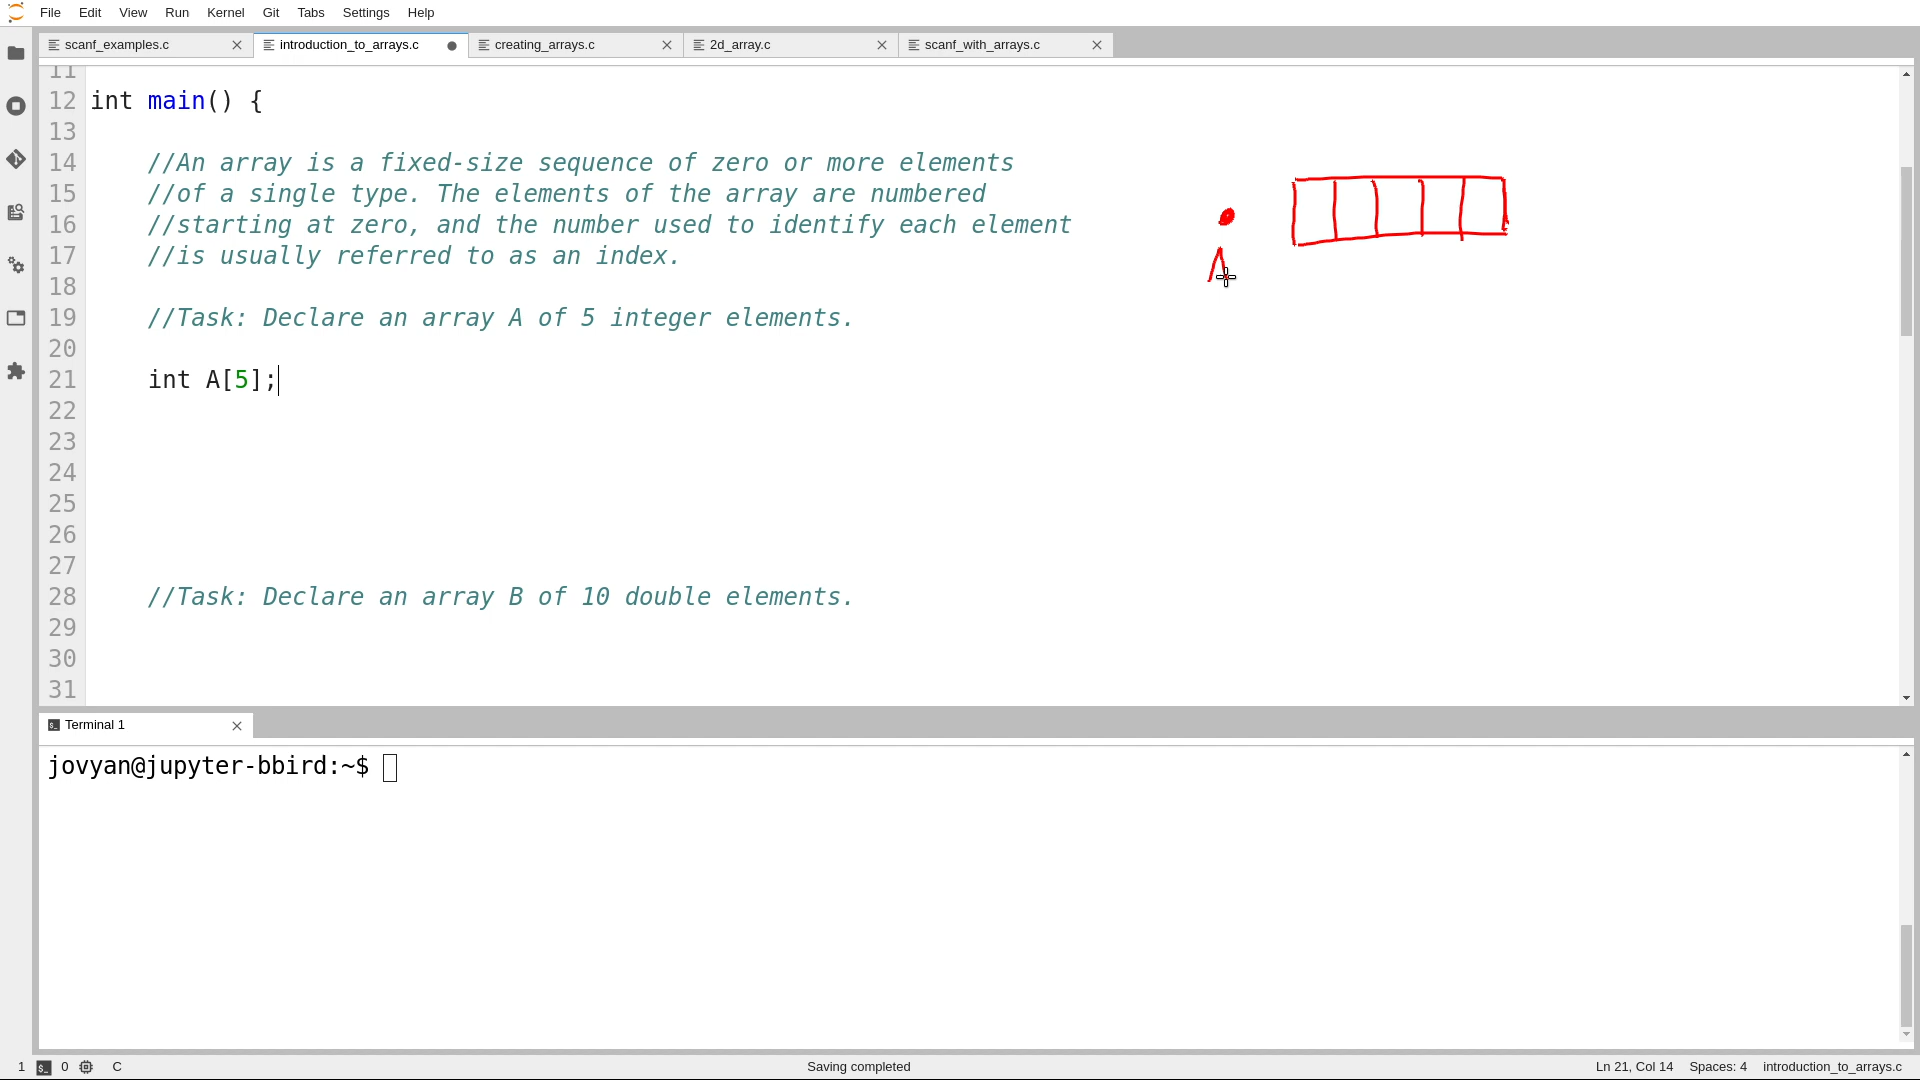 File Edit View Run Kernel Git Tabs Settings Help
scanf_examples.c introduction_to_arrays.c creating_arrays.c 2d_array.c scanf_with_arrays.c
11
12 int main() {
13
14 //An array is a fixed-size sequence of zero or more elements
15 //of a single type. The elements of the array are numbered
16 //starting at zero, and the number used to identify each element
17 //is usually referred to as an index.
18
19 //Task: Declare an array A of 5 integer elements.
20
21 int A[5];
22
23
24
25
26
27
28 //Task: Declare an array B of 10 double elements.
29
30
31
Terminal 1
jovyan@jupyter-bbird:~$
1 $_ 0 C Saving completed Ln 21, Col 14 Spaces: 4 introduction_to_arrays.c